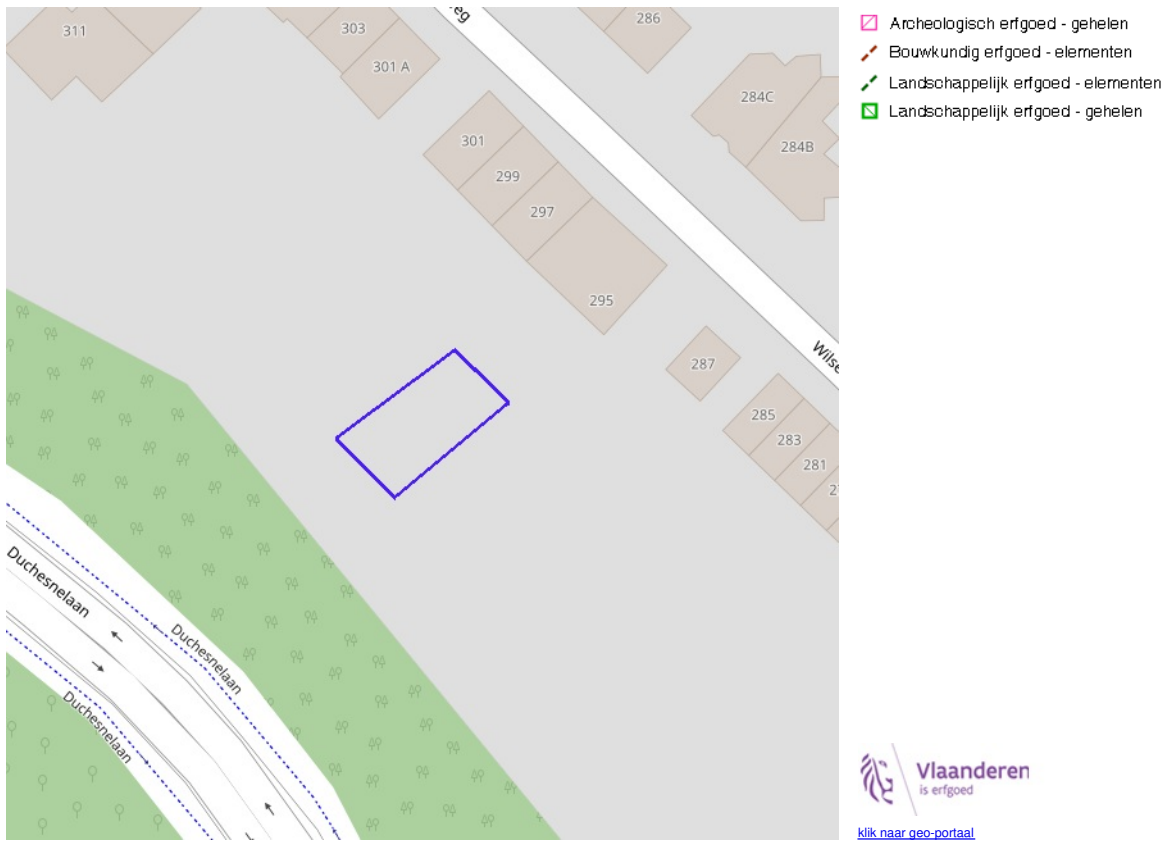 311
303
301 A
286
284C
284B
301
299
297
295
287
285
283
281
Duchesnelaan
Duchesnelaan
Duchesnelaan
Archeologisch erfgoed - gehelen
Bouwkundig erfgoed - elementen
Landschappelijk erfgoed - elementen
Landschappelijk erfgoed - gehelen
Vlaanderen
is erfgoed
klik naar geo-portaal